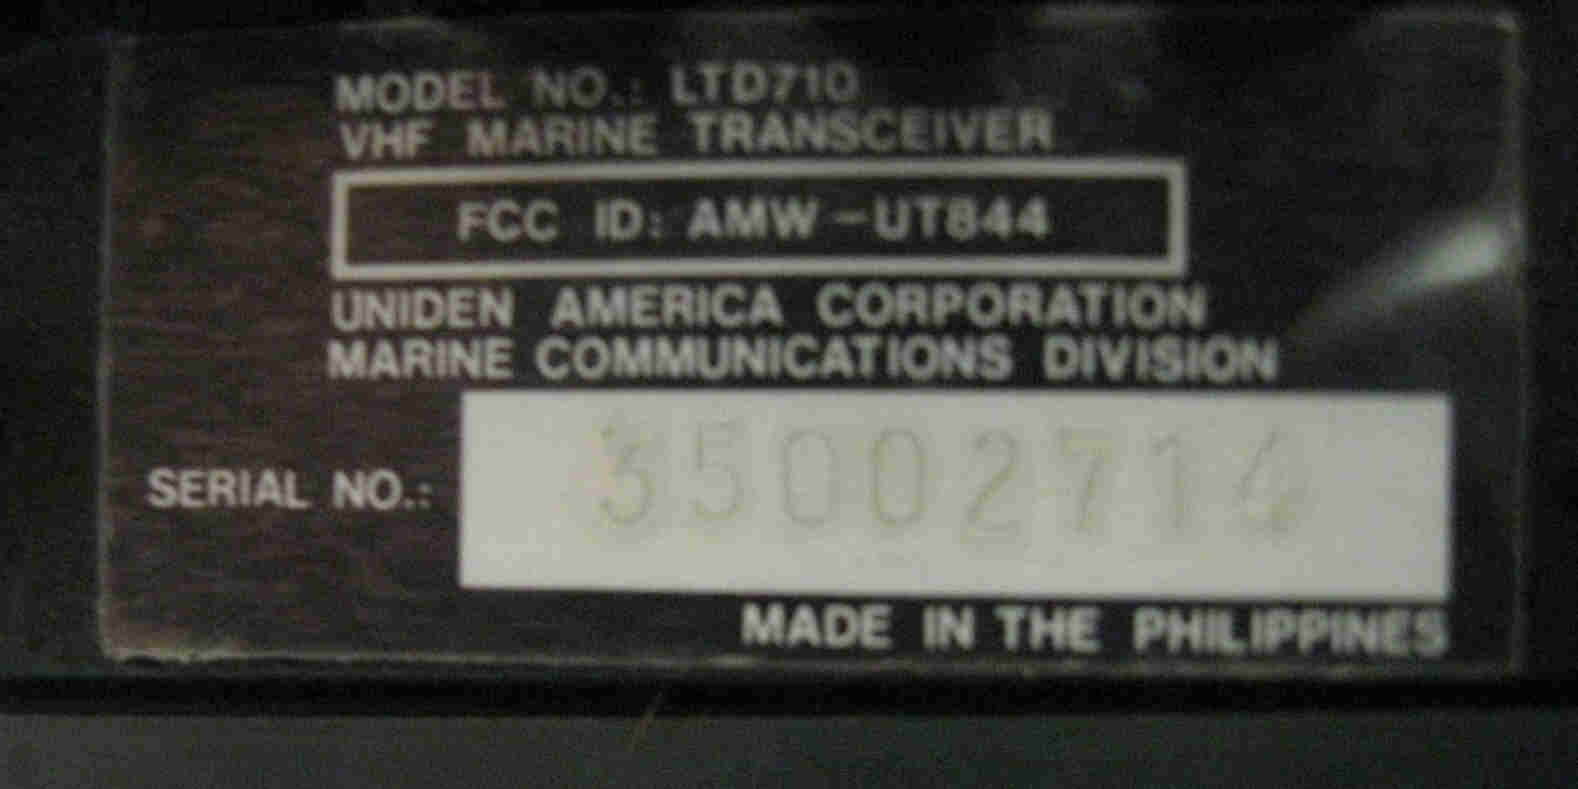 MODEL NO.: LTD710
VHF MARINE TRANSCEIVER
FCC ID: AMW-UT844
UNIDEN AMERICA CORPORATION
MARINE COMMUNICATIONS DIVISION
SERIAL NO.: 35002714
MADE IN THE PHILIPPINES